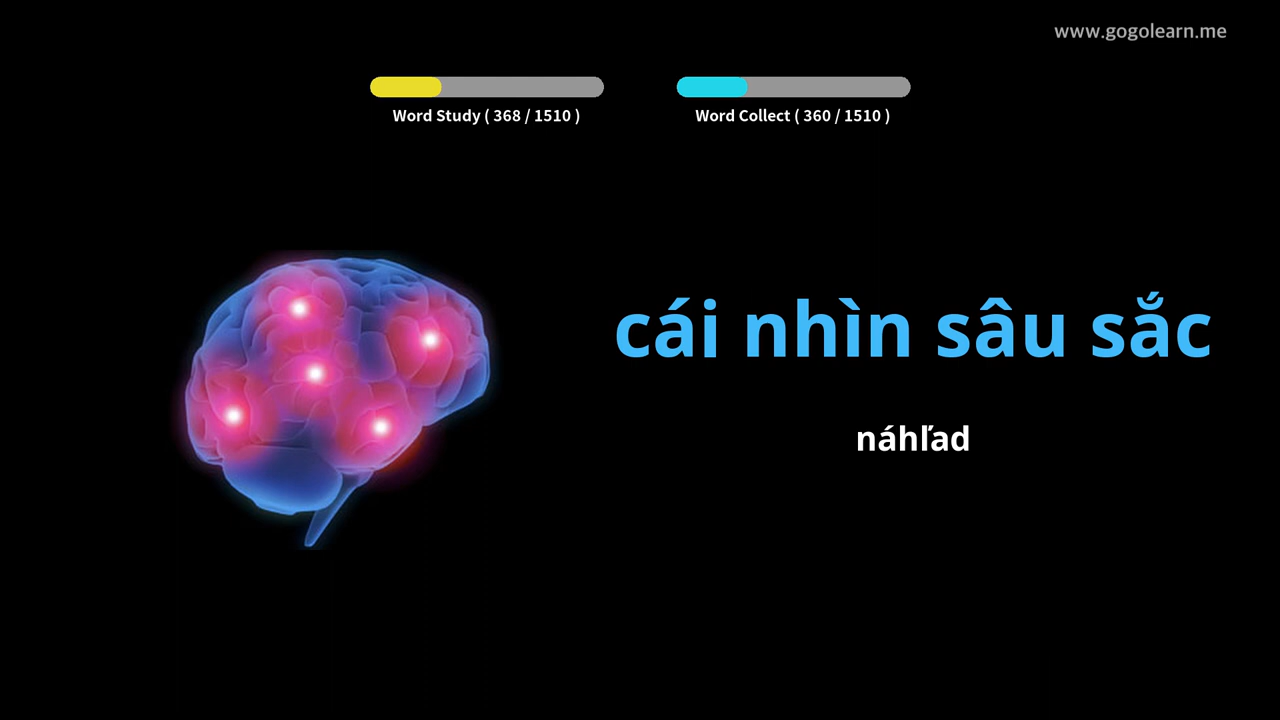 www.gogolearn.me
Word Study ( 368 / 1510 )
Word Collect ( 360 / 1510 )
cái nhìn sâu sắc
náhľad